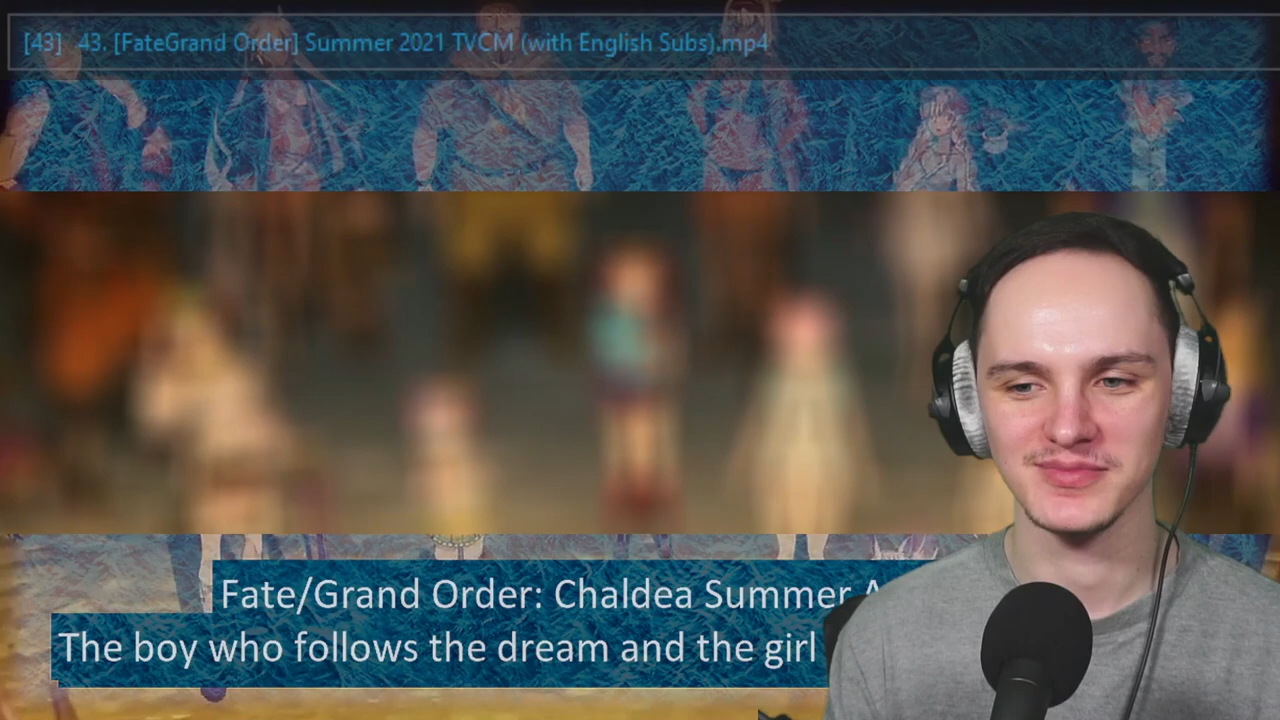 [43] 43. [FateGrand Order] Summer 2021 TVCM (with English Subs).mp4
Fate/Grand Order: Chaldea Summer
The boy who follows the dream and the girl